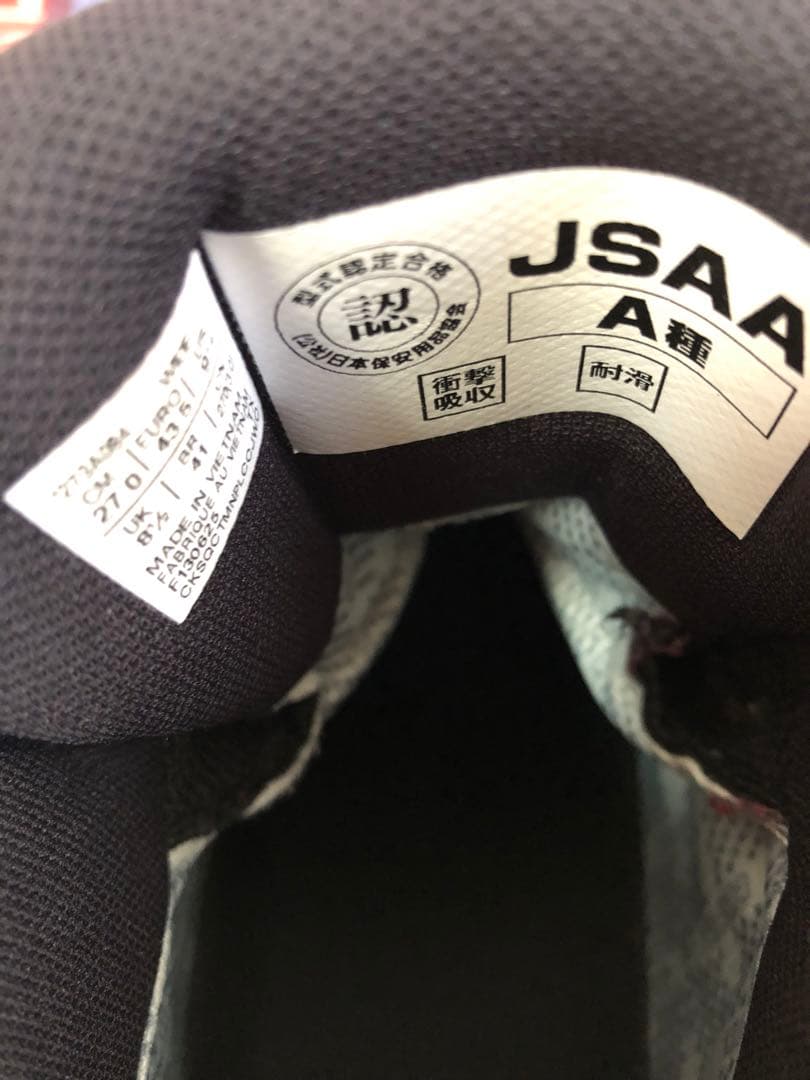 JSAA
A種
型式認定合格
認
(公社)日本保安用品協会
衝撃
吸収
耐滑
CM
27 0
EURO
43 5
UK
8½
BR
41
MADE IN VIETNAM
FABRIQUE AU VIETNAM
F130625